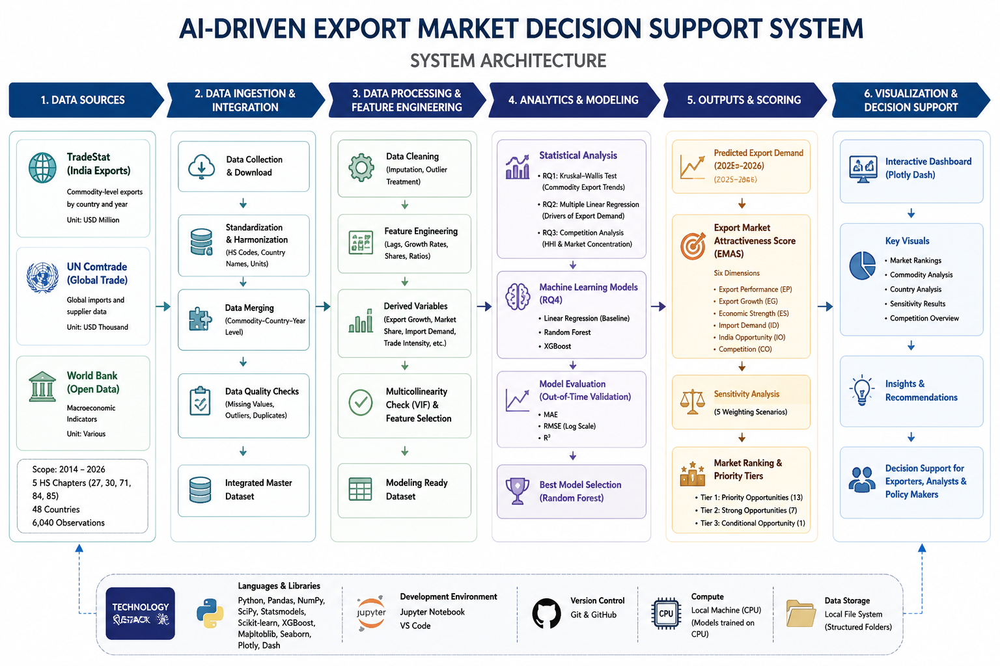 AI-DRIVEN EXPORT MARKET DECISION SUPPORT SYSTEM
SYSTEM ARCHITECTURE
1. DATA SOURCES
2. DATA INGESTION &
INTEGRATION
3. DATA PROCESSING &
FEATURE ENGINEERING
4. ANALYTICS & MODELING
5. OUTPUTS & SCORING
6. VISUALIZATION &
DECISION SUPPORT
TradeStat
(India Exports)
Commodity-level exports
by country and year
Unit: USD Million
UN Comtrade
(Global Trade)
Global imports and
supplier data
Unit: USD Thousand
World Bank
(Open Data)
Macroeconomic
Indicators
Unit: Various
Scope: 2014 – 2026
5 HS Chapters (27, 30, 71,
84, 85)
48 Countries
6,040 Observations
Data Collection
& Download
Standardization
& Harmonization
(HS Codes, Country
Names, Units)
Data Merging
(Commodity–Country–Year
Level)
Data Quality Checks
(Missing Values,
Outliers, Duplicates)
Integrated Master
Dataset
Data Cleaning
(Imputation, Outlier
Treatment)
Feature Engineering
(Lags, Growth Rates,
Shares, Ratios)
Derived Variables
(Export Growth, Market
Share, Import Demand,
Trade Intensity, etc.)
Multicollinearity
Check (VIF) &
Feature Selection
Modeling Ready
Dataset
Statistical Analysis
• RQ1: Kruskal–Wallis Test
(Commodity Export Trends)
• RQ2: Multiple Linear Regression
(Drivers of Export Demand)
• RQ3: Competition Analysis
(HHI & Market Concentration)
Machine Learning Models
(RQ4)
• Linear Regression (Baseline)
• Random Forest
• XGBoost
Model Evaluation
(Out-of-Time Validation)
• MAE
• RMSE (Log Scale)
Best Model Selection
(Random Forest)
Predicted Export Demand
Export Market
Attractiveness Score
(EMAS)
Six Dimensions
• Export Performance (EP)
• Export Growth (EG)
• Economic Strength (ES)
• Import Demand (ID)
• India Opportunity (IO)
• Competition (CO)
Sensitivity Analysis
(5 Weighting Scenarios)
Market Ranking &
Priority Tiers
• Tier 1: Priority Opportunities (13)
• Tier 2: Strong Opportunities (7)
• Tier 3: Conditional Opportunity (1)
Interactive Dashboard
(Plotly Dash)
Key Visuals
• Market Rankings
• Commodity Analysis
• Country Analysis
• Sensitivity Results
• Competition Overview
Insights &
Recommendations
Decision Support for
Exporters, Analysts &
Policy Makers
TECHNOLOGY
Languages & Libraries
Python, Pandas, NumPy,
SciPy, Statsmodels,
Scikit-learn, XGBoost,
Seaborn,
Plotly, Dash
jupyter
Development Environment
Jupyter Notebook
VS Code
Version Control
Git & GitHub
CPU
Compute
Local Machine (CPU)
(Models trained on
CPU)
Data Storage
Local File System
(Structured Folders)